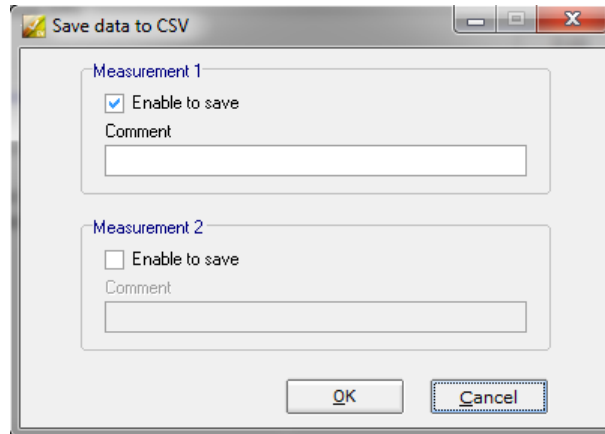 Save data to CSV
Measurement 1
Enable to save
Comment
Measurement 2
Enable to save
Comment
OK
Cancel